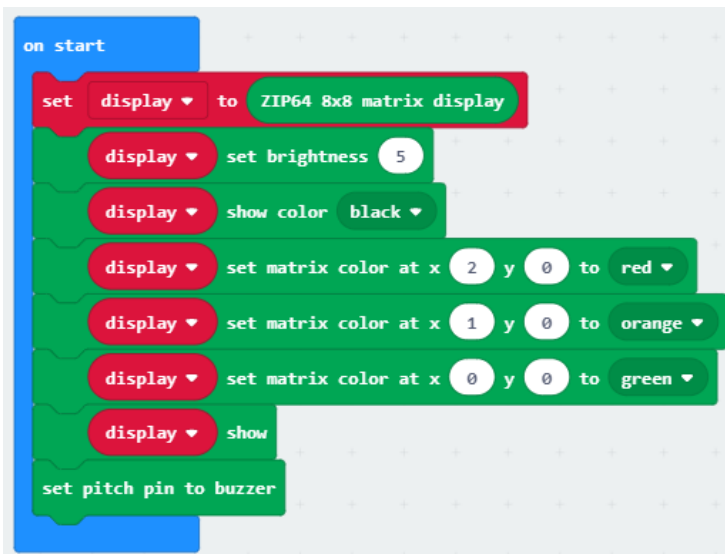 on start
set display to ZIP64 8x8 matrix display
display set brightness 5
display show color black
display set matrix color at x 2 y 0 to red
display set matrix color at x 1 y 0 to orange
display set matrix color at x 0 y 0 to green
display show
set pitch pin to buzzer